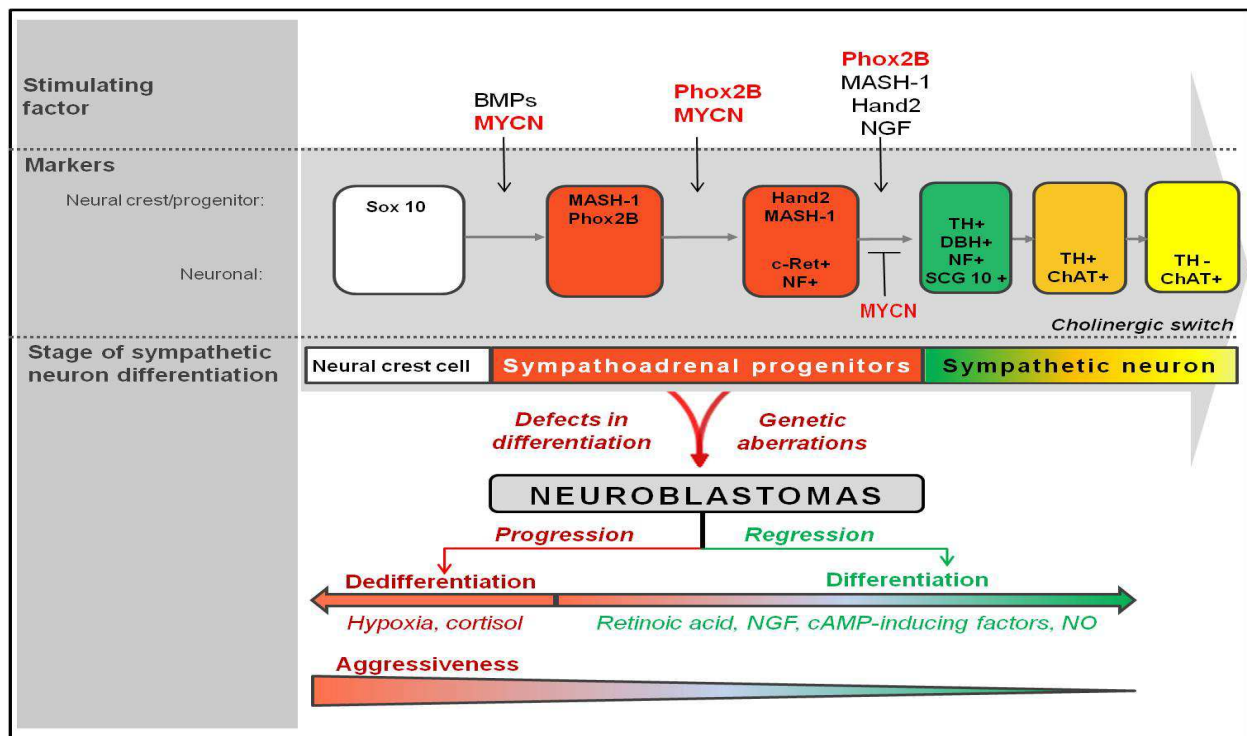 Stimulating
factor
BMPs
MYCN
Phox2B
MYCN
Phox2B
MASH-1
Hand2
NGF
Markers
Neural crest/progenitor:
Neuronal:
Sox 10
MASH-1
Phox2B
Hand2
MASH-1
c-Ret+
NF+
MYCN
TH+
DBH+
NF+
SCG 10 +
TH+
ChAT+
TH -
ChAT+
Cholinergic switch
Stage of sympathetic
neuron differentiation
Neural crest cell
Sympathoadrenal progenitors
Sympathetic neuron
Defects in
differentiation
Genetic
aberrations
NEUROBLASTOMAS
Progression
Regression
Dedifferentiation
Differentiation
Hypoxia, cortisol
Retinoic acid, NGF, cAMP-inducing factors, NO
Aggressiveness